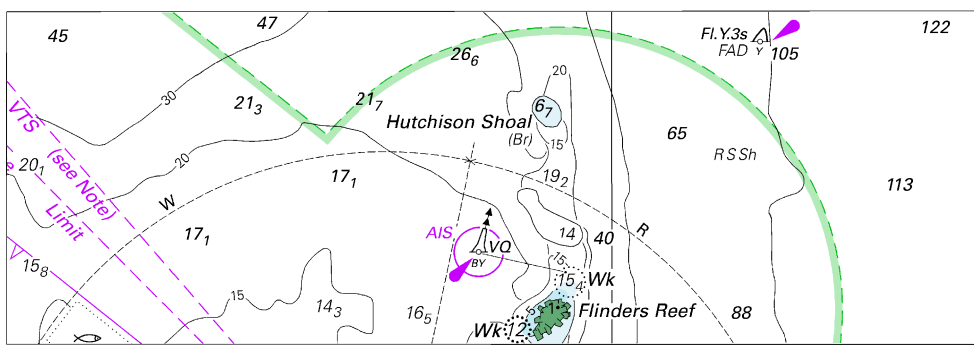 45
47
122
Fl.Y.3s
FAD
Y
105
26₆
20
30
21₃
21₇
6₇
Hutchison Shoal
(Br)
15
65
RSSh
VTS (see Note)
e Limit
20₁
20
17₁
19₂
113
W
R
17₁
AIS
VQ
BY
14
40
15
15₄
Wk
V
15₈
15
14₃
16₅
5
1
Flinders Reef
88
Wk
12